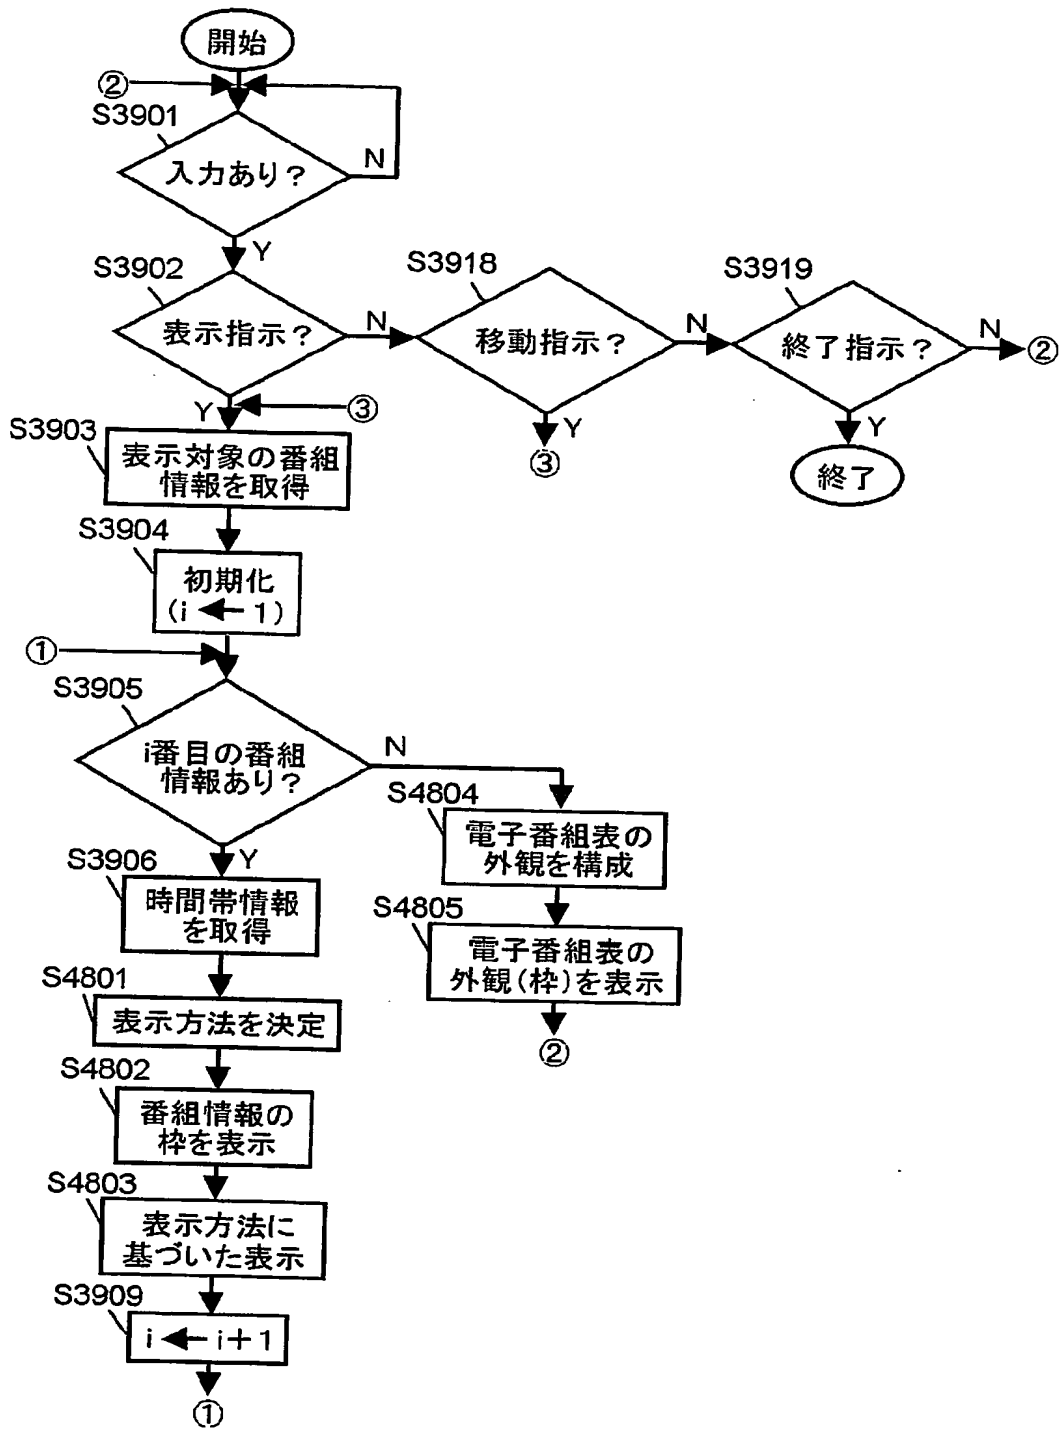 開始
②
S3901
入力あり？
N
Y
S3902
表示指示？
N
S3918
移動指示？
N
S3919
終了指示？
N
②
Y
③
Y
③
Y
終了
S3903
表示対象の番組
情報を取得
S3904
初期化
(i ← 1)
①
S3905
i番目の番組
情報あり？
N
Y
S4804
電子番組表の
外観を構成
S4805
電子番組表の
外観(枠)を表示
②
S3906
時間帯情報
を取得
S4801
表示方法を決定
S4802
番組情報の
枠を表示
S4803
表示方法に
基づいた表示
S3909
i ← i+1
①